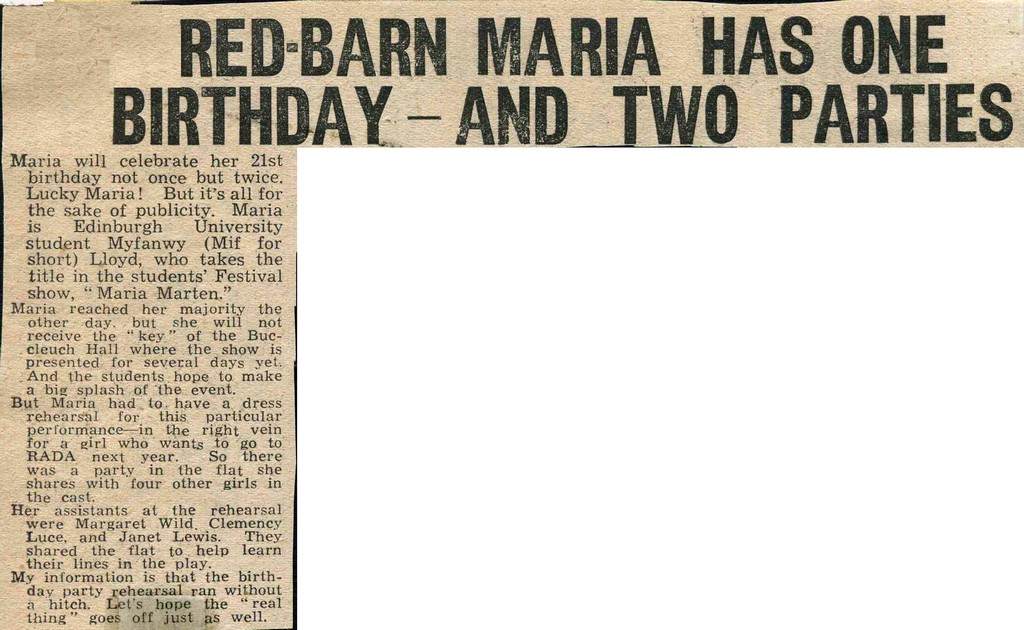 RED-BARN MARIA HAS ONE
BIRTHDAY — AND TWO PARTIES
Maria will celebrate her 21st
birthday not once but twice.
Lucky Maria! But it's all for
the sake of publicity. Maria
is Edinburgh University
student Myfanwy (Mif for
short) Lloyd, who takes the
title in the students' Festival
show, "Maria Marten."
Maria reached her majority the
other day, but she will not
receive the "key" of the Buc-
cleuch Hall where the show is
presented for several days yet.
And the students hope to make
a big splash of the event.
But Maria had to have a dress
rehearsal for this particular
performance—in the right vein
for a girl who wants to go to
RADA next year. So there
was a party in the flat she
shares with four other girls in
the cast.
Her assistants at the rehearsal
were Margaret Wild, Clemency
Luce, and Janet Lewis. They
shared the flat to help learn
their lines in the play.
My information is that the birth-
day party rehearsal ran without
a hitch. Let's hope the "real
thing" goes off just as well.